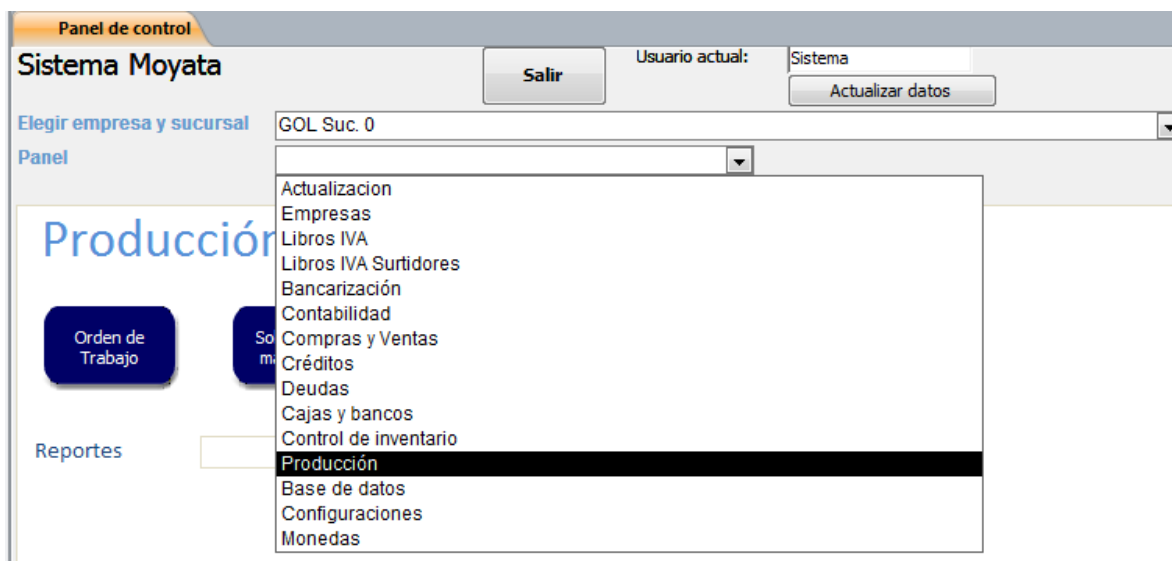 Panel de control
Sistema Moyata
Salir
Usuario actual:
Sistema
Actualizar datos
Elegir empresa y sucursal
GOL Suc. 0
Panel
Actualizacion
Empresas
Libros IVA
Libros IVA Surtidores
Bancarización
Contabilidad
Compras y Ventas
Créditos
Deudas
Cajas y bancos
Control de inventario
Producción
Base de datos
Configuraciones
Monedas
Producción
Orden de
Trabajo
Reportes